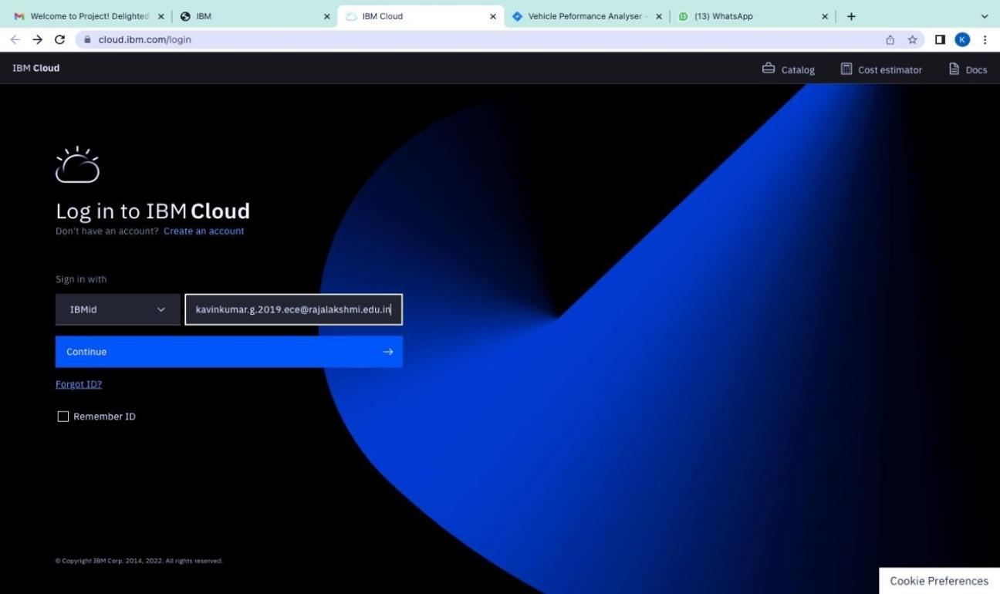 Welcome to Project! Delighted
IBM
IBM Cloud
Vehicle Peformance Analyser -
(13) WhatsApp
cloud.ibm.com/login
K
IBM Cloud
Catalog
Cost estimator
Docs
Log in to IBM Cloud
Don't have an account? Create an account
Sign in with
IBMid
kavinkumar.g.2019.ece@rajalakshmi.edu.in
Continue
Forgot ID?
Remember ID
© Copyright IBM Corp. 2014, 2022. All rights reserved.
Cookie Preferences